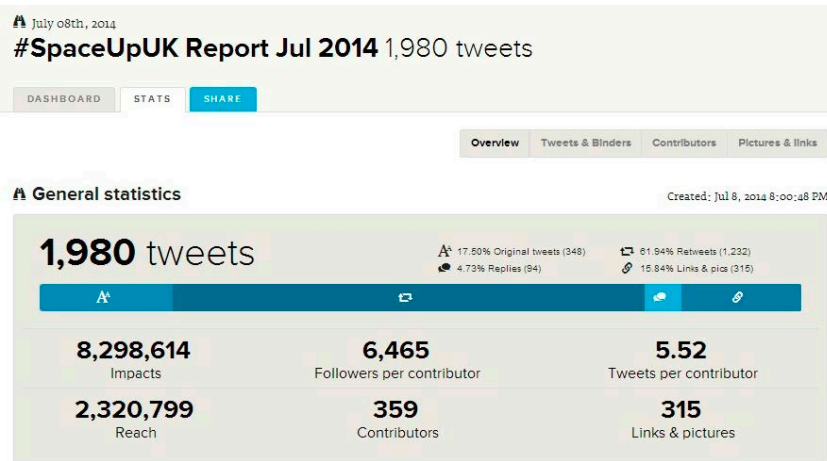 July 08th, 2014
#SpaceUpUK Report Jul 2014 1,980 tweets
DASHBOARD STATS SHARE
Overview Tweets & Binders Contributors Pictures & links
General statistics Created: Jul 8, 2014 8:00:48 PM
1,980 tweets
17.50% Original tweets (348) 61.94% Retweets (1,232)
4.73% Replies (94) 15.84% Links & pics (315)
8,298,614 6,465 5.52
Impacts Followers per contributor Tweets per contributor
2,320,799 359 315
Reach Contributors Links & pictures